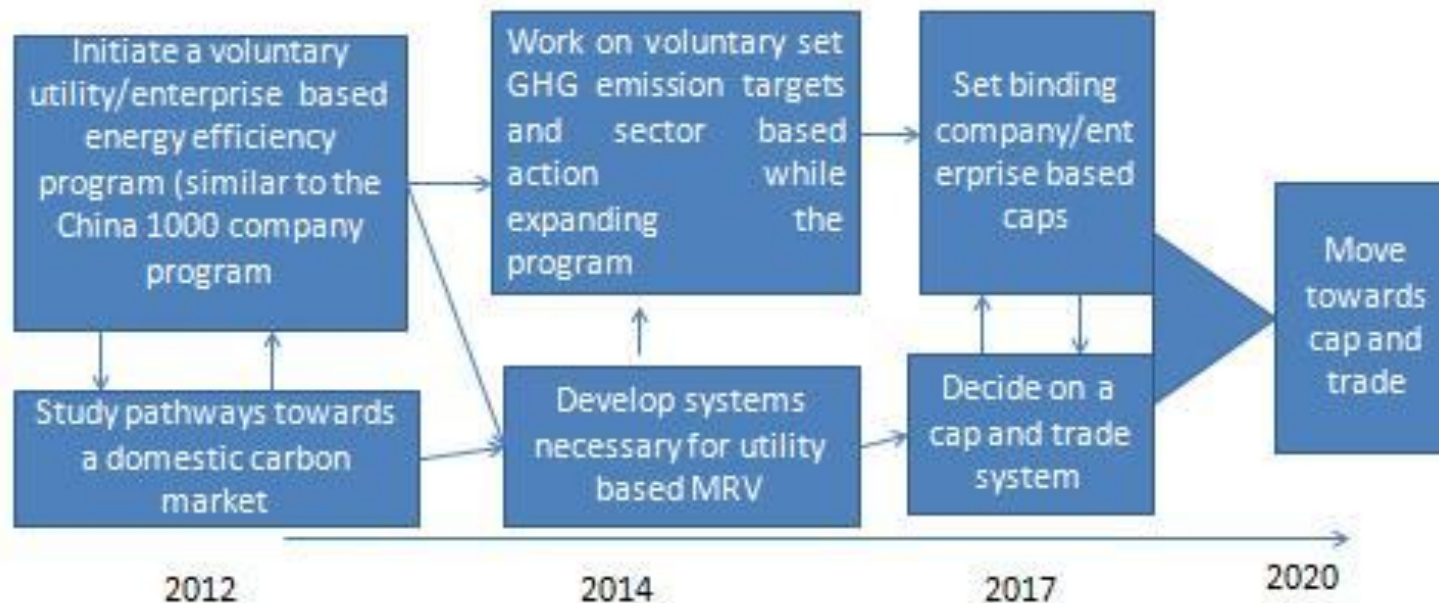 Initiate a voluntary
utility/enterprise based
energy efficiency
program (similar to the
China 1000 company
program
Study pathways towards
a domestic carbon
market
Work on voluntary set
GHG emission targets
and sector based
action while
expanding the
program
Develop systems
necessary for utility
based MRV
Set binding
company/ent
erprise based
caps
Decide on a
cap and trade
system
Move
towards
cap and
trade
2012
2014
2017
2020